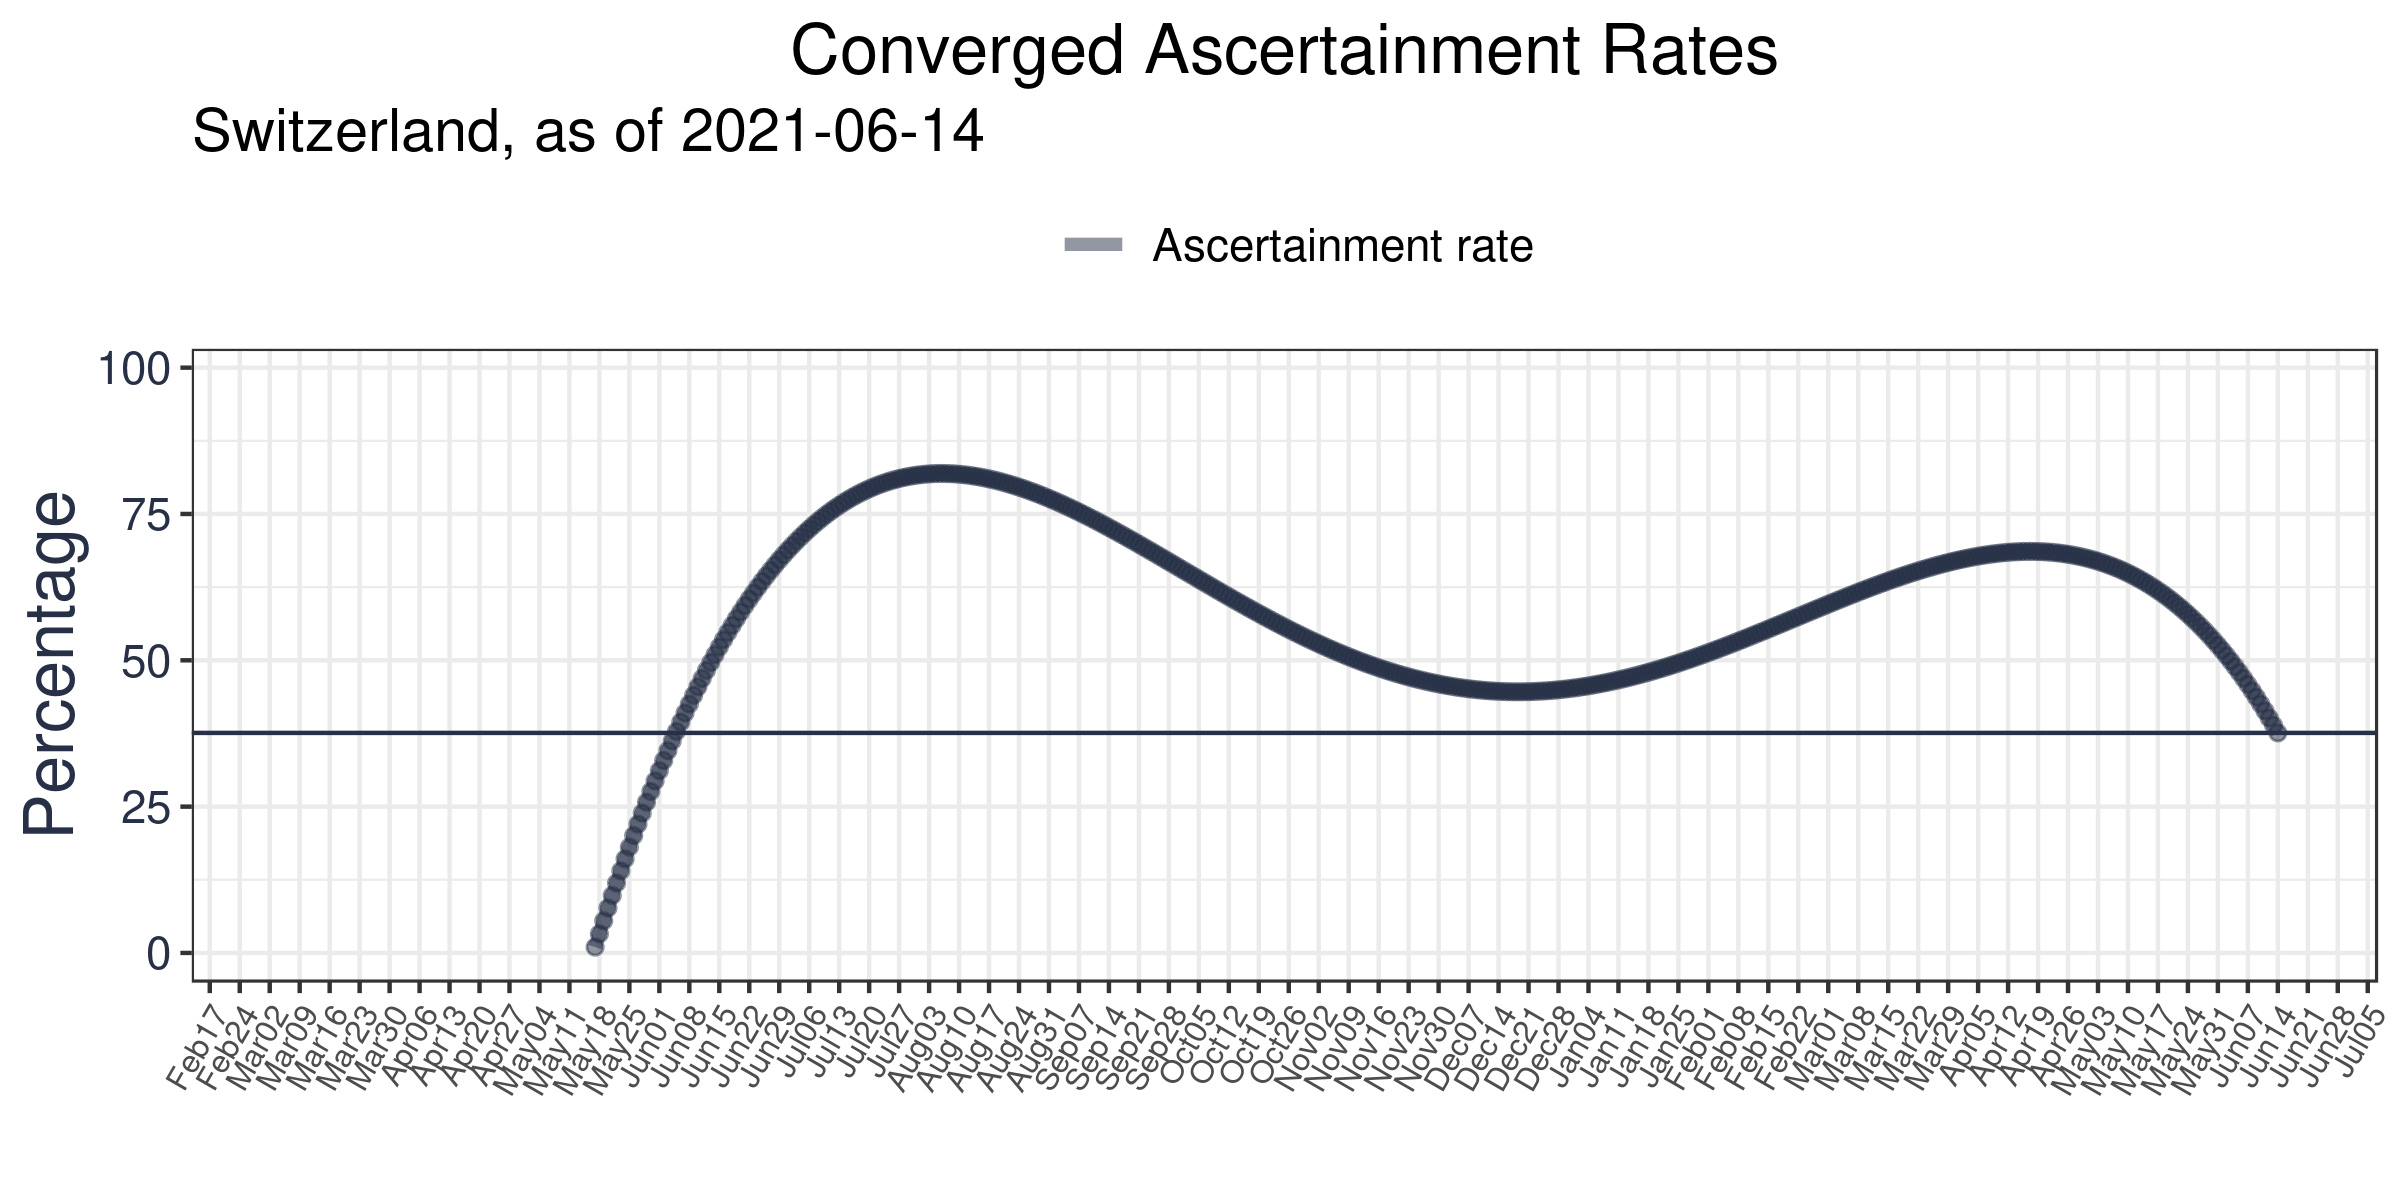 Converged Ascertainment Rates
Switzerland, as of 2021-06-14
Ascertainment rate
Percentage
100
75
50
25
0
Feb17
Feb24
Mar02
Mar09
Mar16
Mar23
Mar30
Apr06
Apr13
Apr20
Apr27
May04
May11
May18
May25
Jun01
Jun08
Jun15
Jun22
Jun29
Jul06
Jul13
Jul20
Jul27
Aug03
Aug10
Aug17
Aug24
Aug31
Sep07
Sep14
Sep21
Sep28
Oct05
Oct12
Oct19
Oct26
Nov02
Nov09
Nov16
Nov23
Nov30
Dec07
Dec14
Dec21
Dec28
Jan04
Jan11
Jan18
Jan25
Feb01
Feb08
Feb15
Feb22
Mar01
Mar08
Mar15
Mar22
Mar29
Apr05
Apr12
Apr19
Apr26
May03
May10
May17
May24
May31
Jun07
Jun14
Jun21
Jun28
Jul05